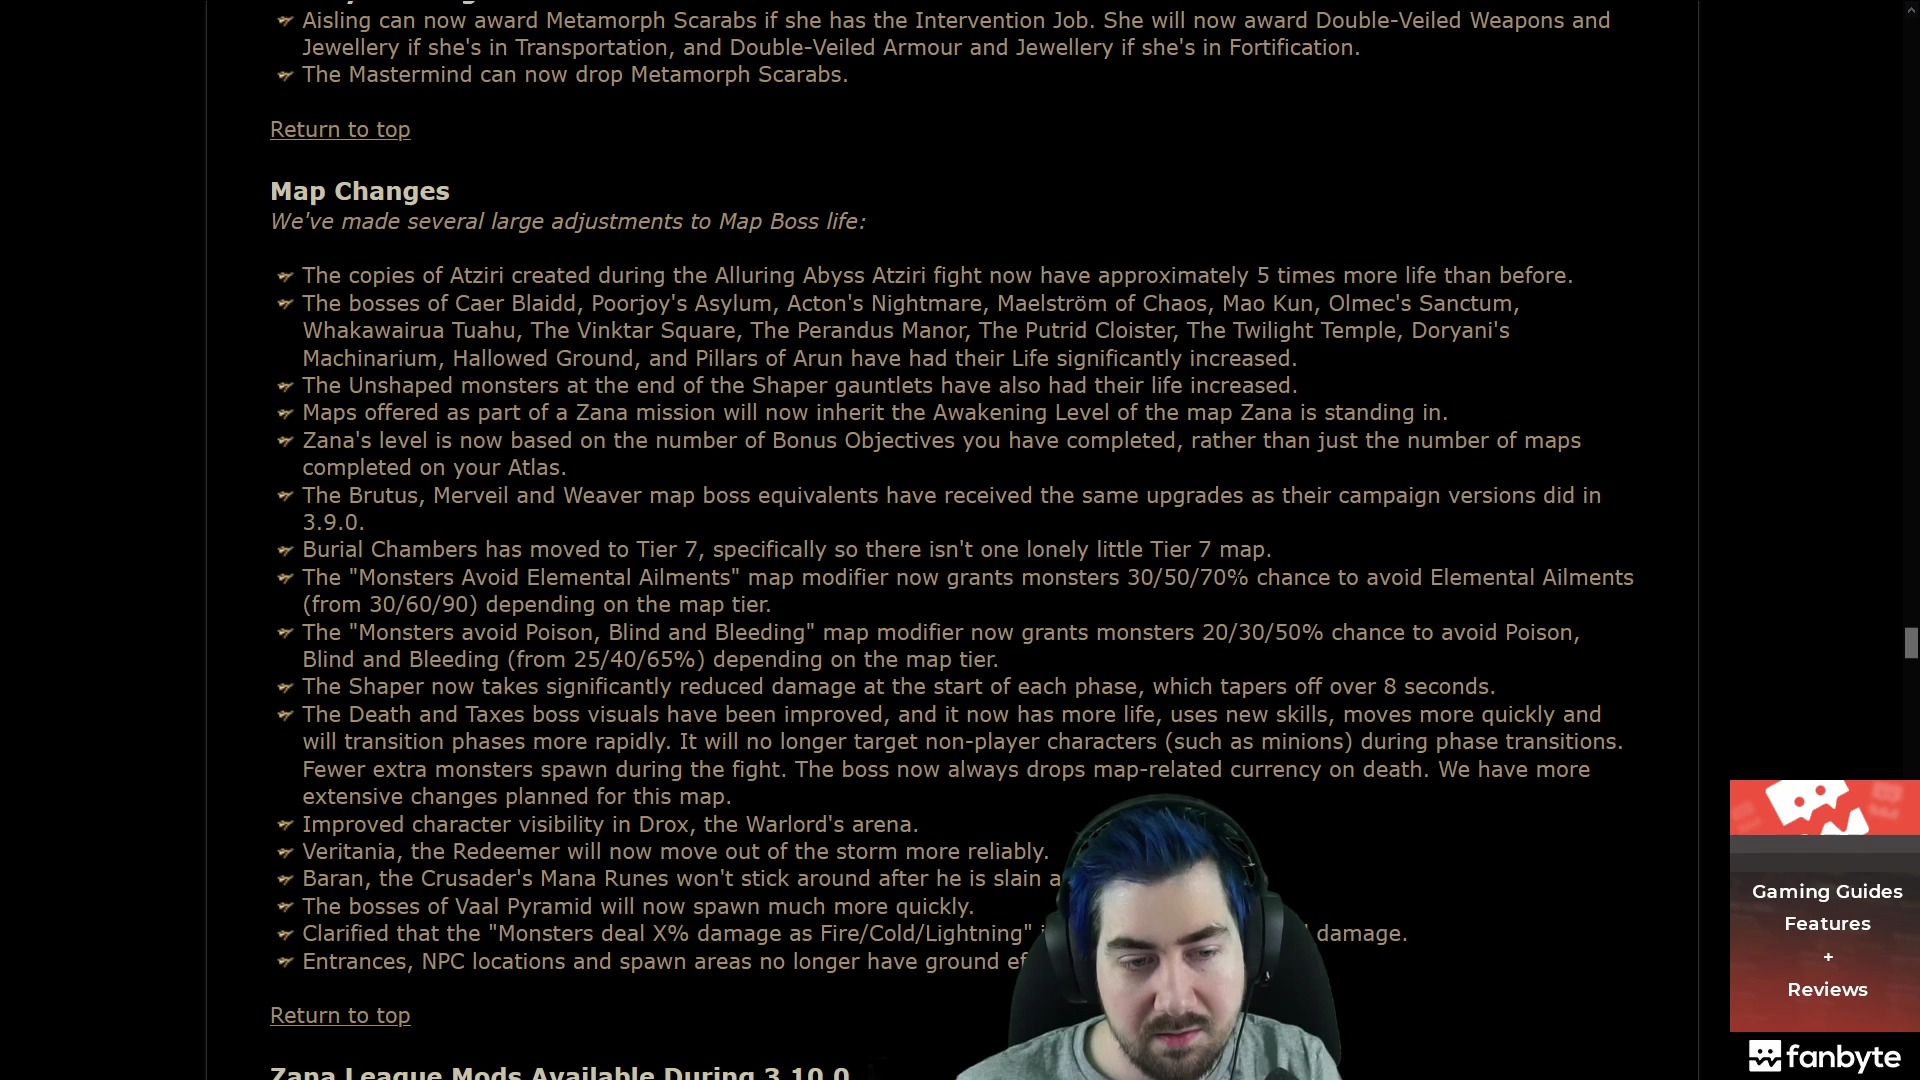 Aisling can now award Metamorph Scarabs if she has the Intervention Job. She will now award Double-Veiled Weapons and
Jewellery if she's in Transportation, and Double-Veiled Armour and Jewellery if she's in Fortification.
The Mastermind can now drop Metamorph Scarabs.
Return to top
Map Changes
We've made several large adjustments to Map Boss life:
The copies of Atziri created during the Alluring Abyss Atziri fight now have approximately 5 times more life than before.
The bosses of Caer Blaidd, Poorjoy's Asylum, Acton's Nightmare, Maelström of Chaos, Mao Kun, Olmec's Sanctum,
Whakawairua Tuahu, The Vinktar Square, The Perandus Manor, The Putrid Cloister, The Twilight Temple, Doryani's
Machinarium, Hallowed Ground, and Pillars of Arun have had their Life significantly increased.
The Unshaped monsters at the end of the Shaper gauntlets have also had their life increased.
Maps offered as part of a Zana mission will now inherit the Awakening Level of the map Zana is standing in.
Zana's level is now based on the number of Bonus Objectives you have completed, rather than just the number of maps
completed on your Atlas.
The Brutus, Merveil and Weaver map boss equivalents have received the same upgrades as their campaign versions did in
3.9.0.
Burial Chambers has moved to Tier 7, specifically so there isn't one lonely little Tier 7 map.
The "Monsters Avoid Elemental Ailments" map modifier now grants monsters 30/50/70% chance to avoid Elemental Ailments
(from 30/60/90) depending on the map tier.
The "Monsters avoid Poison, Blind and Bleeding" map modifier now grants monsters 20/30/50% chance to avoid Poison,
Blind and Bleeding (from 25/40/65%) depending on the map tier.
The Shaper now takes significantly reduced damage at the start of each phase, which tapers off over 8 seconds.
The Death and Taxes boss visuals have been improved, and it now has more life, uses new skills, moves more quickly and
will transition phases more rapidly. It will no longer target non-player characters (such as minions) during phase transitions.
Fewer extra monsters spawn during the fight. The boss now always drops map-related currency on death. We have more
extensive changes planned for this map.
Improved character visibility in Drox, the Warlord's arena.
Veritania, the Redeemer will now move out of the storm more reliably.
Baran, the Crusader's Mana Runes won't stick around after he is slain
The bosses of Vaal Pyramid will now spawn much more quickly.
Clarified that the "Monsters deal X% damage as Fire/Cold/Lightning" damage.
Entrances, NPC locations and spawn areas no longer have ground
Return to top
Zana League Mods Available During 3.10.0
Gaming Guides
Features
+
Reviews
fanbyte